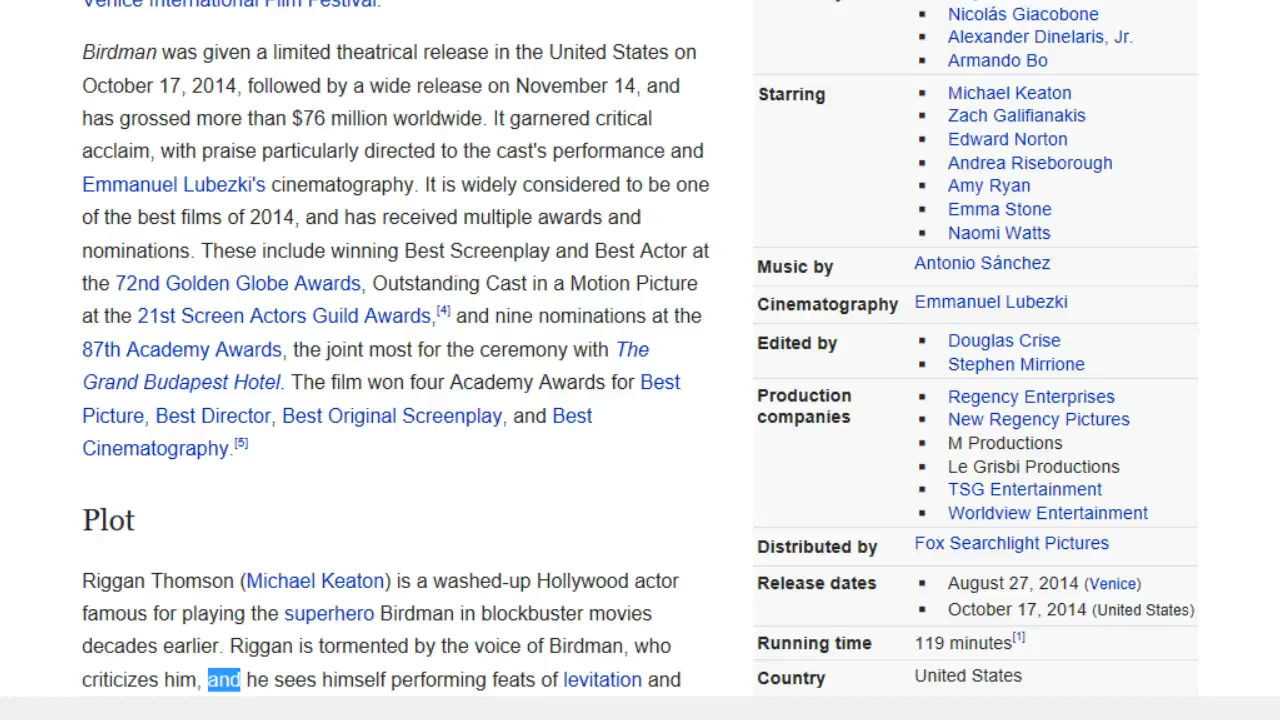 Venice International Film Festival.
Birdman was given a limited theatrical release in the United States on
October 17, 2014, followed by a wide release on November 14, and
has grossed more than $76 million worldwide. It garnered critical
acclaim, with praise particularly directed to the cast's performance and
Emmanuel Lubezki's cinematography. It is widely considered to be one
of the best films of 2014, and has received multiple awards and
nominations. These include winning Best Screenplay and Best Actor at
the 72nd Golden Globe Awards, Outstanding Cast in a Motion Picture
at the 21st Screen Actors Guild Awards,[4] and nine nominations at the
87th Academy Awards, the joint most for the ceremony with The
Grand Budapest Hotel. The film won four Academy Awards for Best
Picture, Best Director, Best Original Screenplay, and Best
Cinematography.[5]
Plot
Riggan Thomson (Michael Keaton) is a washed-up Hollywood actor
famous for playing the superhero Birdman in blockbuster movies
decades earlier. Riggan is tormented by the voice of Birdman, who
criticizes him, and he sees himself performing feats of levitation and
▪ Nicolás Giacobone
▪ Alexander Dinelaris, Jr.
▪ Armando Bo
Starring
▪ Michael Keaton
▪ Zach Galifianakis
▪ Edward Norton
▪ Andrea Riseborough
▪ Amy Ryan
▪ Emma Stone
▪ Naomi Watts
Music by Antonio Sánchez
Cinematography Emmanuel Lubezki
Edited by
▪ Douglas Crise
▪ Stephen Mirrione
Production
companies
▪ Regency Enterprises
▪ New Regency Pictures
▪ M Productions
▪ Le Grisbi Productions
▪ TSG Entertainment
▪ Worldview Entertainment
Distributed by Fox Searchlight Pictures
Release dates
▪ August 27, 2014 (Venice)
▪ October 17, 2014 (United States)
Running time 119 minutes[1]
Country United States